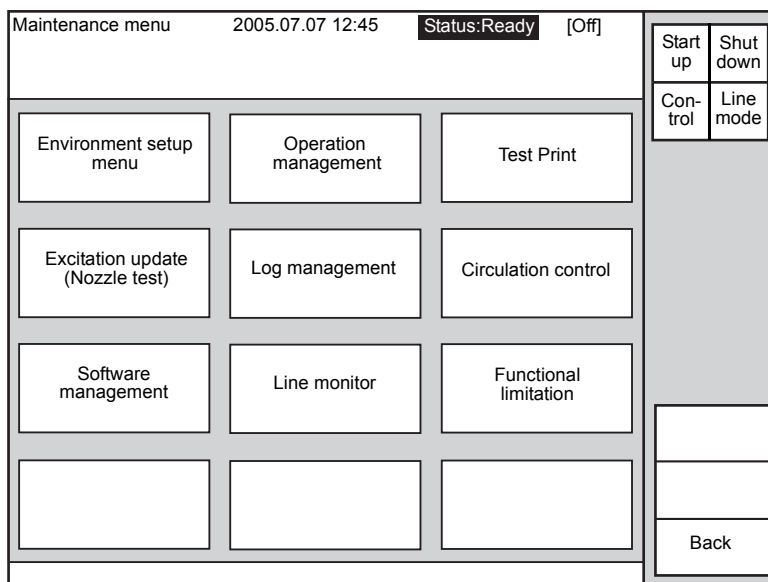 Maintenance menu 2005.07.07 12:45 Status:Ready [Off]
Start
up
Shut
down
Con-
trol
Line
mode
Environment setup
menu
Operation
management
Test Print
Excitation update
(Nozzle test)
Log management
Circulation control
Software
management
Line monitor
Functional
limitation
Back